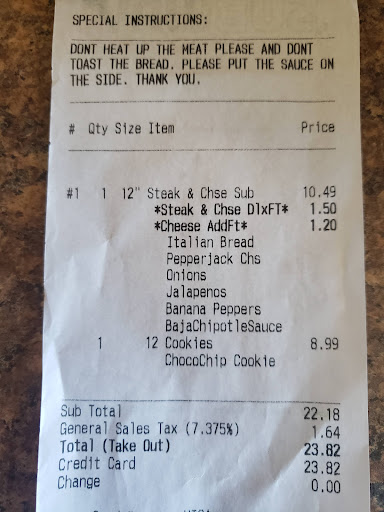 SPECIAL INSTRUCTIONS:
DONT HEAT UP THE MEAT PLEASE AND DONT
TOAST THE BREAD. PLEASE PUT THE SAUCE ON
THE SIDE. THANK YOU.
# Qty Size Item Price
#1 1 12" Steak & Chse Sub 10.49
*Steak & Chse DlxFT* 1.50
*Cheese AddFt* 1.20
Italian Bread
Pepperjack Chs
Onions
Jalapenos
Banana Peppers
BajaChipotleSauce
1 12 Cookies 8.99
ChocoChip Cookie
Sub Total 22.18
General Sales Tax (7.375%) 1.64
Total (Take Out) 23.82
Credit Card 23.82
Change 0.00